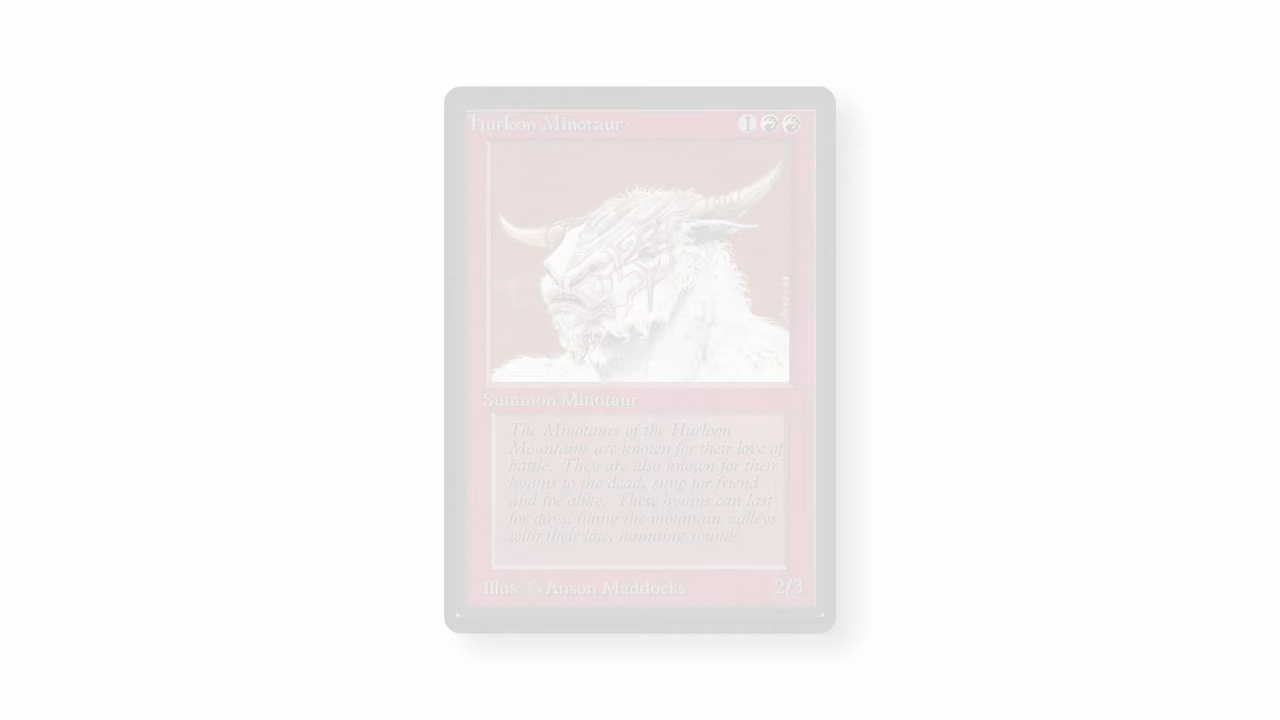 Hurloon Minotaur
1
Summon Minotaur
The Minotaurs of the Hurloon
Mountains are known for their love of
battle. They are also known for their
hymns to the dead, sung for friend
and foe alike. These hymns can last
for days, filling the mountain valleys
with their low, haunting sounds.
Illus. © Anson Maddocks
2/3